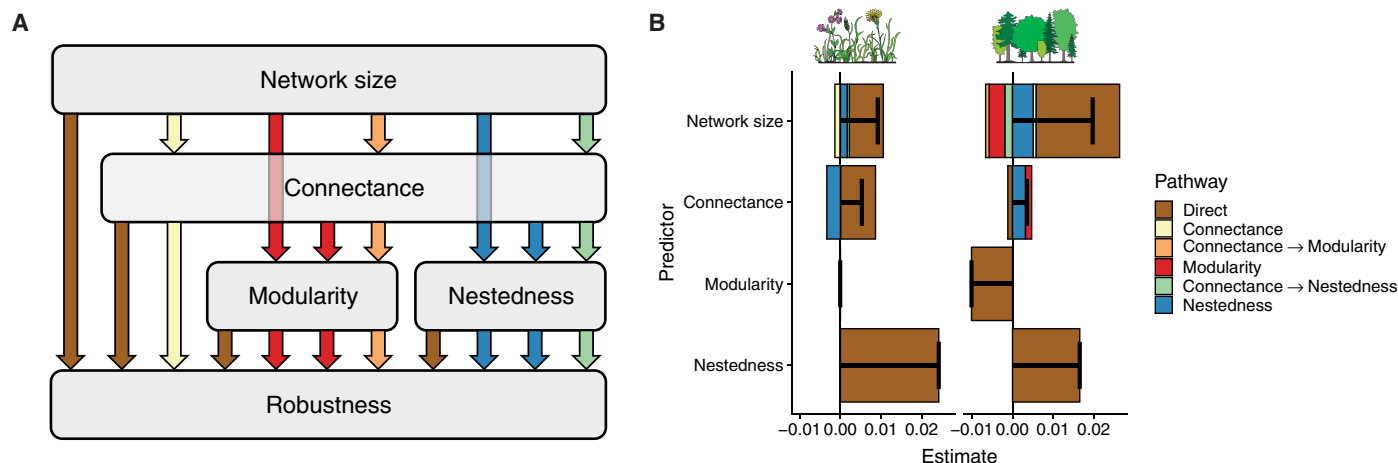 A
Network size
Connectance
Modularity
Nestedness
Robustness
B
Predictor
Network size
Connectance
Modularity
Nestedness
−0.01 0.00 0.01 0.02
−0.01 0.00 0.01 0.02
Estimate
Pathway
Direct
Connectance
Connectance → Modularity
Modularity
Connectance → Nestedness
Nestedness